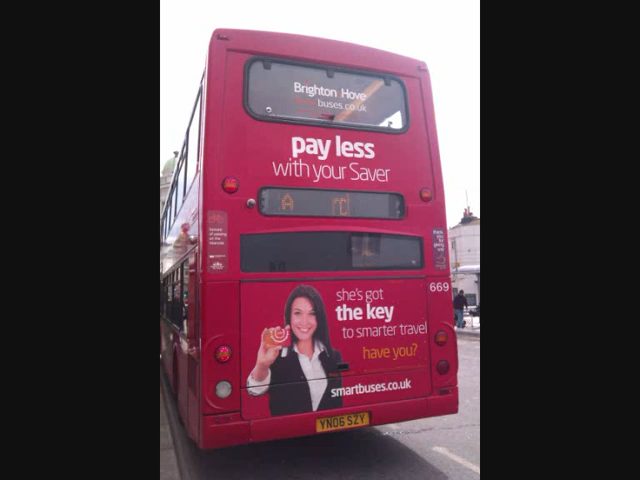 Brighton&Hove
buses.co.uk
pay less
with your Saver
669
she's got
the key
to smarter travel
have you?
smartbuses.co.uk
YN06 SZY